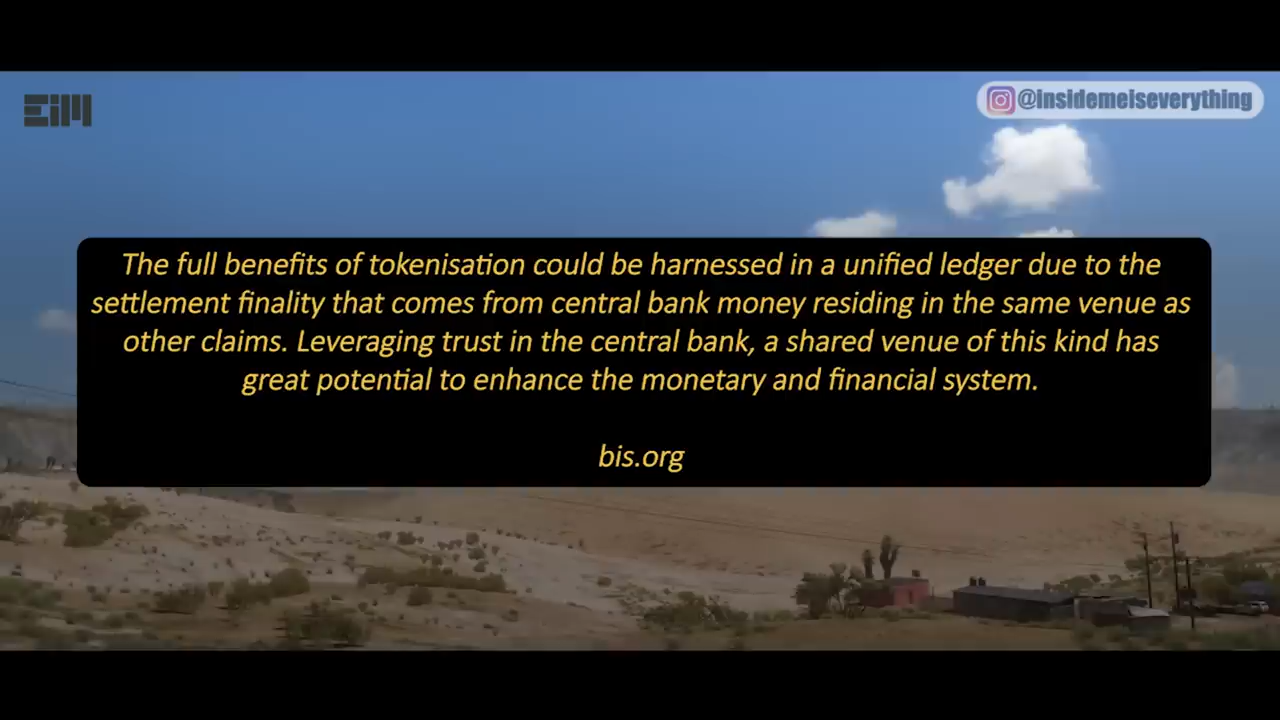 EiM
@insidemeiseverything
The full benefits of tokenisation could be harnessed in a unified ledger due to the
settlement finality that comes from central bank money residing in the same venue as
other claims. Leveraging trust in the central bank, a shared venue of this kind has
great potential to enhance the monetary and financial system.
bis.org